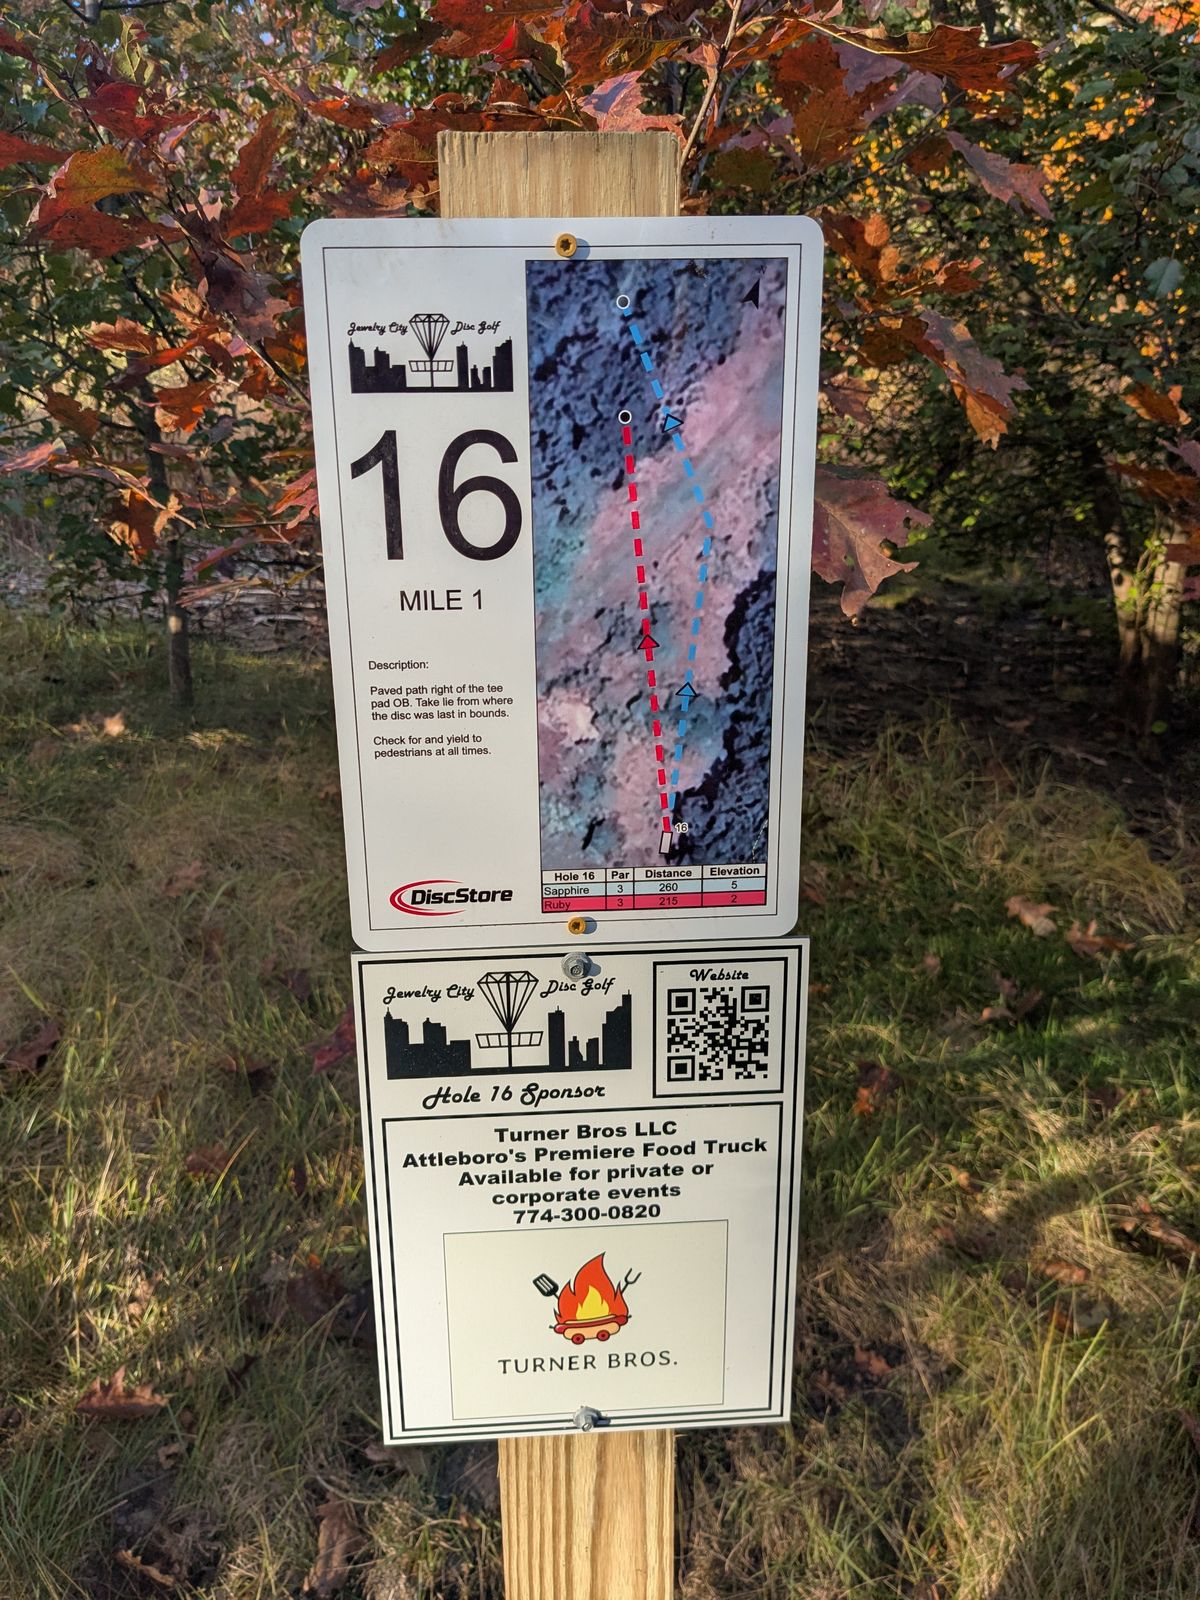 Jewelry City Disc Golf
16
MILE 1
Description:
Paved path right of the tee
pad OB. Take lie from where
the disc was last in bounds.
Check for and yield to
pedestrians at all times.
DiscStore
N
16
Hole 16 Par Distance Elevation
Sapphire 3 260 5
Ruby 3 215 2
Jewelry City Disc Golf
Hole 16 Sponsor
Website
Turner Bros LLC
Attleboro's Premiere Food Truck
Available for private or
corporate events
774-300-0820
TURNER BROS.